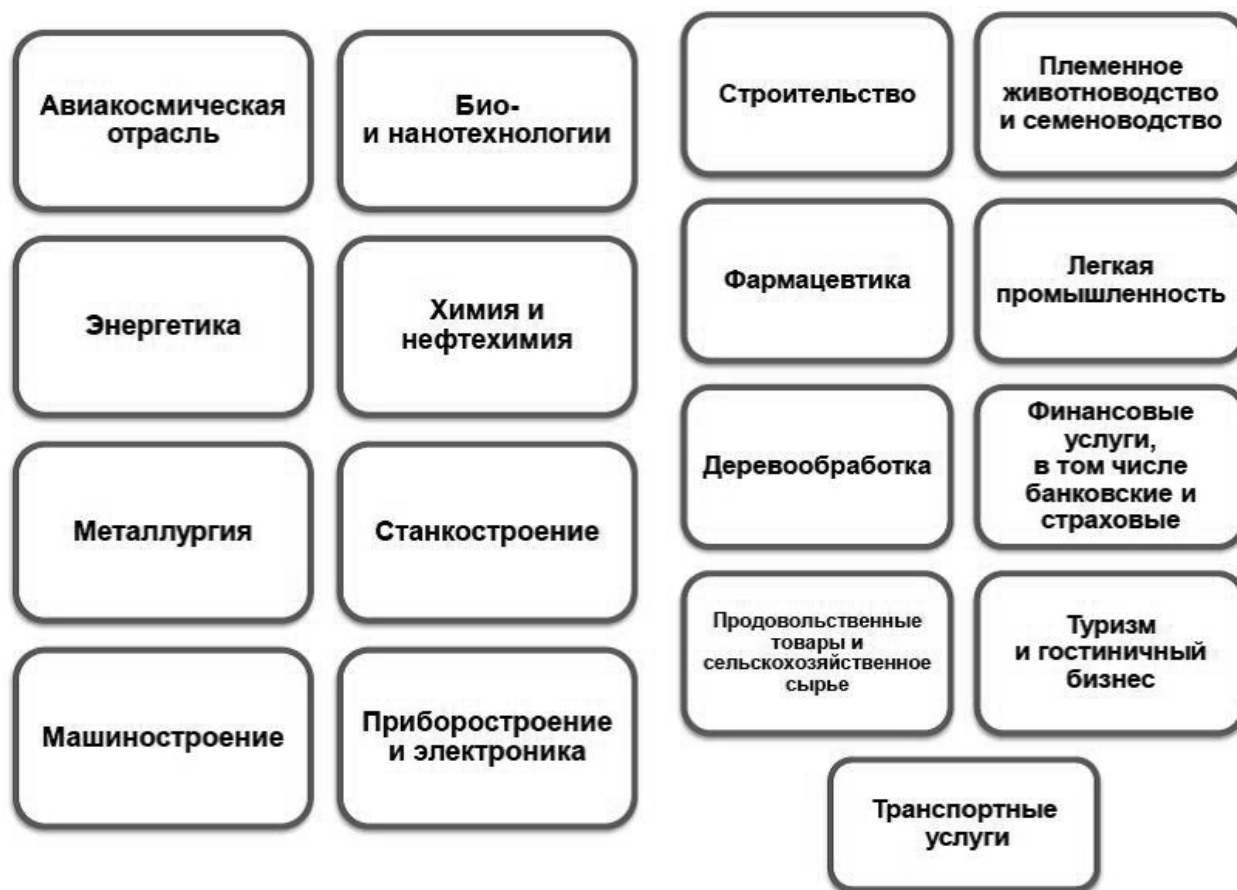 Авиакосмическая
отрасль
Био-
и нанотехнологии
Энергетика
Химия и
нефтехимия
Металлургия
Станкостроение
Машиностроение
Приборостроение
и электроника
Строительство
Племенное
животноводство
и семеноводство
Фармацевтика
Легкая
промышленность
Деревообработка
Финансовые
услуги,
в том числе
банковские и
страховые
Продовольственные
товары и
сельскохозяйственное
сырье
Туризм
и гостиничный
бизнес
Транспортные
услуги